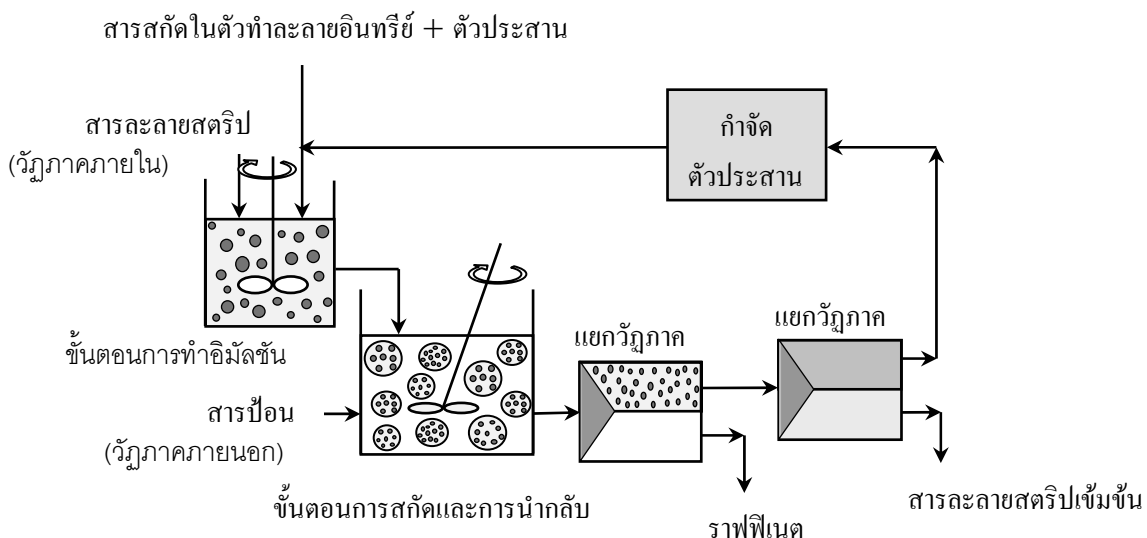 สารสกัดในตัวทำละลายอินทรีย์ + ตัวประสาน
สารละลายสตริป
(วัฏภาคภายใน)
กำจัด
ตัวประสาน
ขั้นตอนการทำอิมัลชัน
แยกวัฏภาค
แยกวัฏภาค
สารป้อน
(วัฏภาคภายนอก)
ขั้นตอนการสกัดและการนำกลับ
ราฟฟิเนต
สารละลายสตริปเข้มข้น